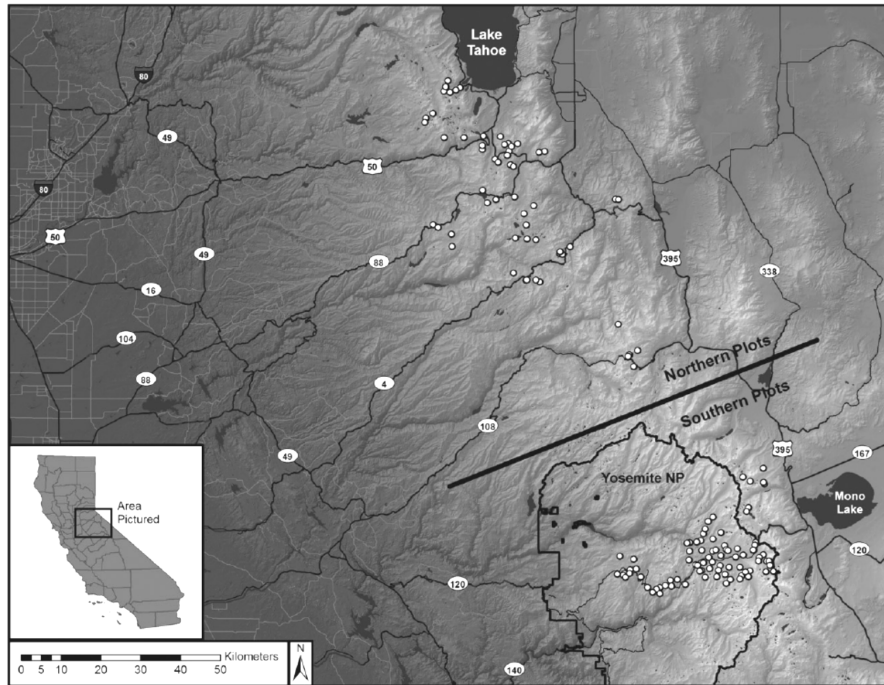 Lake
Tahoe
80
49
50
80
50
49
88
395
338
16
104
88
4
Northern Plots
Southern Plots
108
49
395
167
Yosemite NP
Mono
Lake
Area
Pictured
120
120
140
Kilometers
0 5 10 20 30 40 50
N